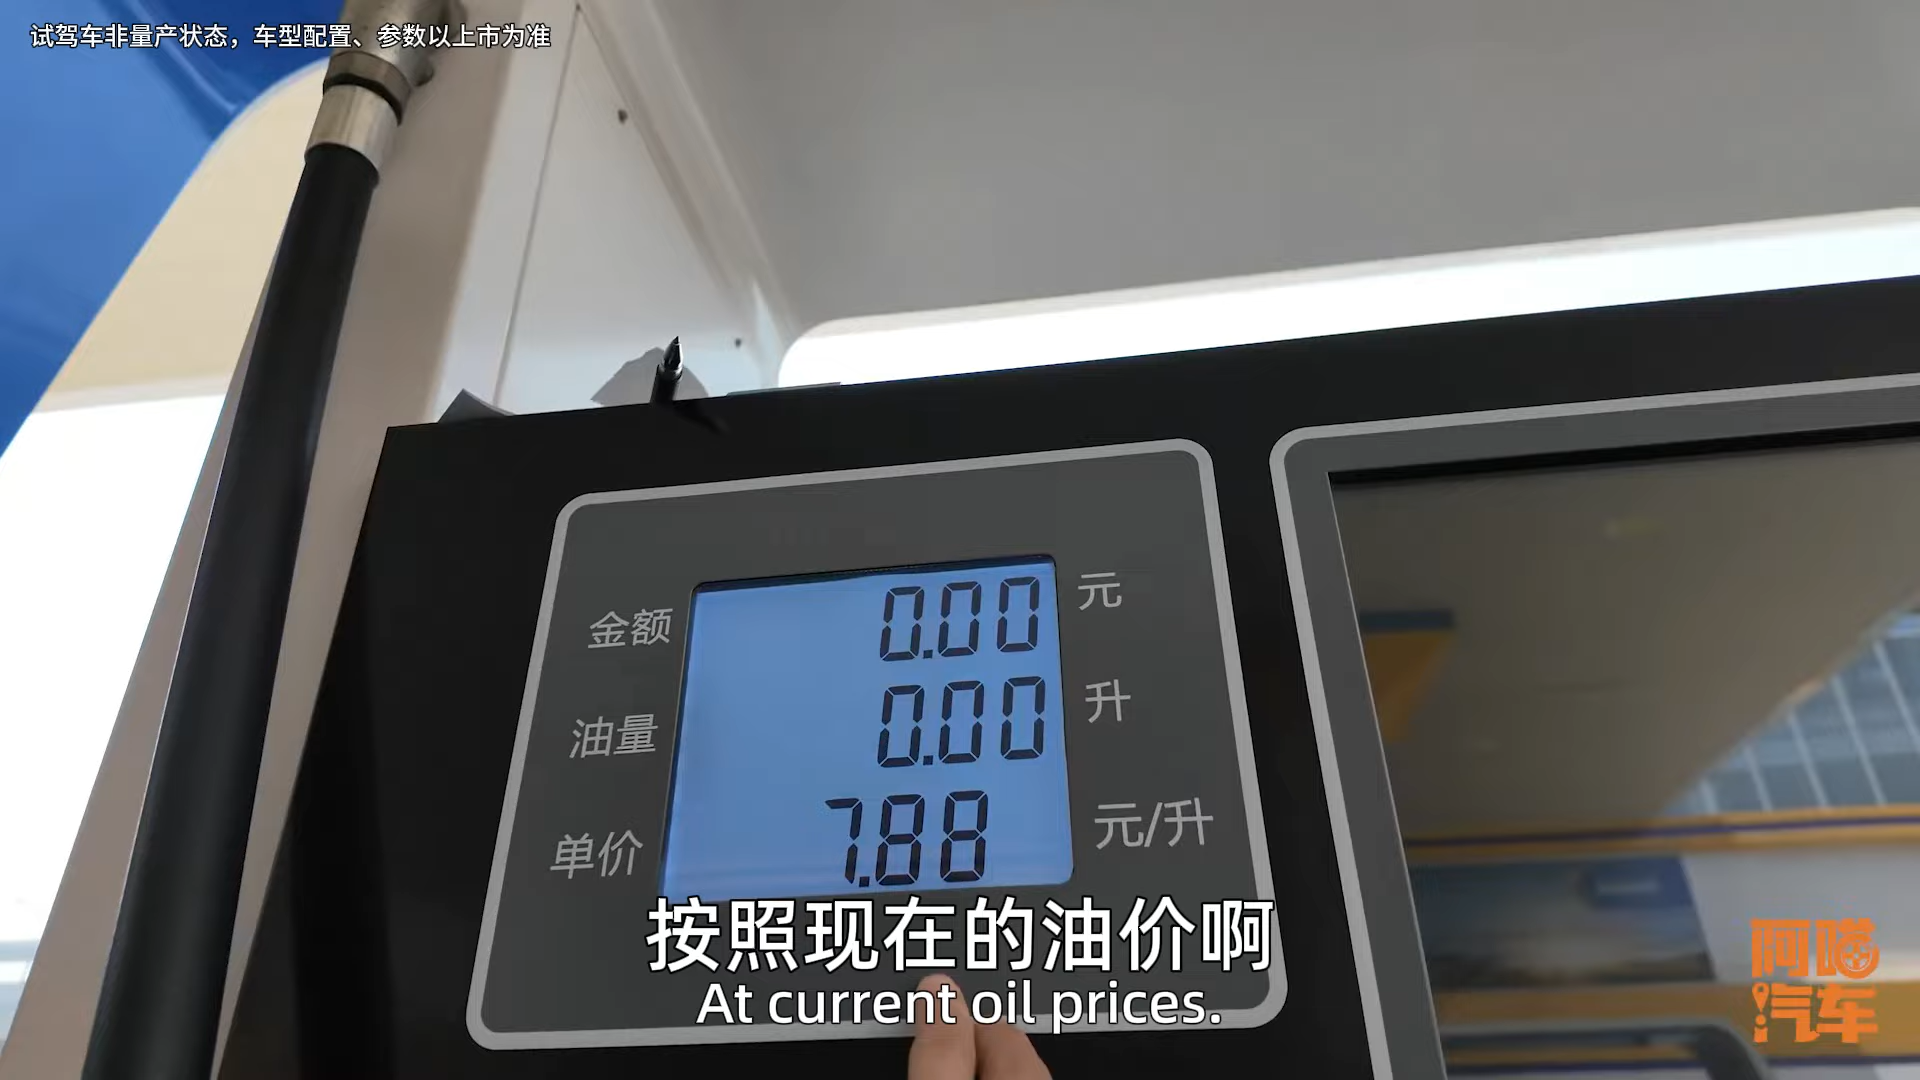 试驾车非量产状态，车型配置、参数以上市为准
金额 0.00 元
油量 0.00 升
单价 7.88 元/升
按照现在的油价啊
At current oil prices.
阿喵
汽车